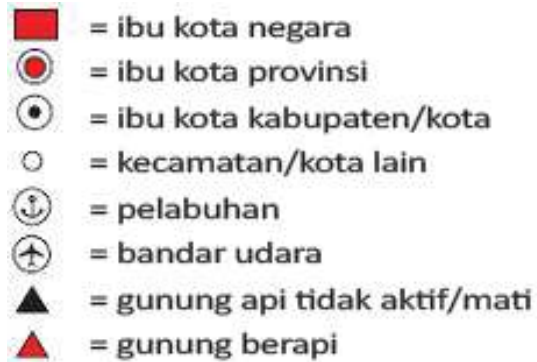 = ibu kota negara
= ibu kota provinsi
= ibu kota kabupaten/kota
= kecamatan/kota lain
= pelabuhan
= bandar udara
= gunung api tidak aktif/mati
= gunung berapi